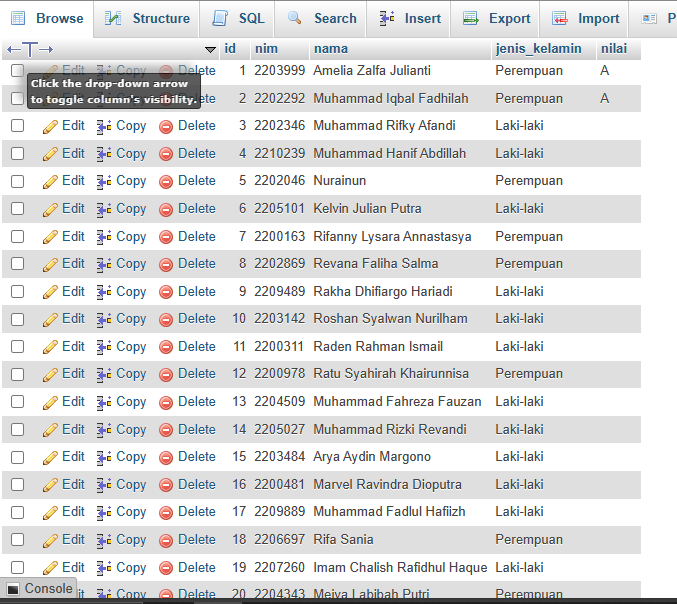 Browse Structure SQL Search Insert Export Import P
id nim nama jenis_kelamin nilai
1 2203999 Amelia Zalfa Julianti Perempuan A
Click the drop-down arrow
to toggle column's visibility.
2 2202292 Muhammad Iqbal Fadhilah Perempuan A
Edit Copy Delete 3 2202346 Muhammad Rifky Afandi Laki-laki
Edit Copy Delete 4 2210239 Muhammad Hanif Abdillah Laki-laki
Edit Copy Delete 5 2202046 Nurainun Perempuan
Edit Copy Delete 6 2205101 Kelvin Julian Putra Laki-laki
Edit Copy Delete 7 2200163 Rifanny Lysara Annastasya Perempuan
Edit Copy Delete 8 2202869 Revana Faliha Salma Perempuan
Edit Copy Delete 9 2209489 Rakha Dhifiargo Hariadi Laki-laki
Edit Copy Delete 10 2203142 Roshan Syalwan Nurilham Laki-laki
Edit Copy Delete 11 2200311 Raden Rahman Ismail Laki-laki
Edit Copy Delete 12 2200978 Ratu Syahirah Khairunnisa Perempuan
Edit Copy Delete 13 2204509 Muhammad Fahreza Fauzan Laki-laki
Edit Copy Delete 14 2205027 Muhammad Rizki Revandi Laki-laki
Edit Copy Delete 15 2203484 Arya Aydin Margono Laki-laki
Edit Copy Delete 16 2200481 Marvel Ravindra Dioputra Laki-laki
Edit Copy Delete 17 2209889 Muhammad Fadlul Hafiizh Laki-laki
Edit Copy Delete 18 2206697 Rifa Sania Perempuan
Edit Copy Delete 19 2207260 Imam Chalish Rafidhul Haque Laki-laki
Console Copy Delete 20 2204343 Meiva Labibah Putri Perempuan